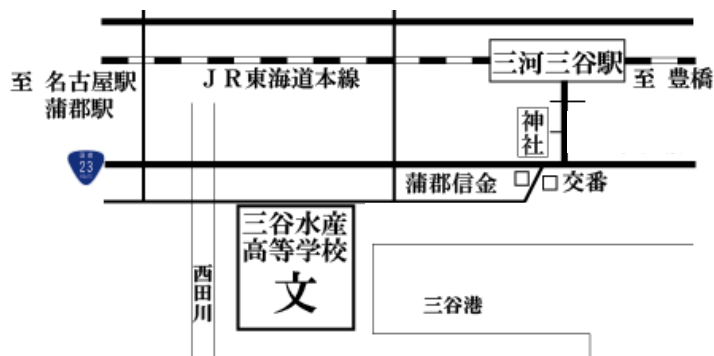 三河三谷駅
至 名古屋駅
蒲郡駅
JR東海道本線
至 豊橋
神社
23
蒲郡信金
交番
三谷水産
高等学校
文
西田川
三谷港